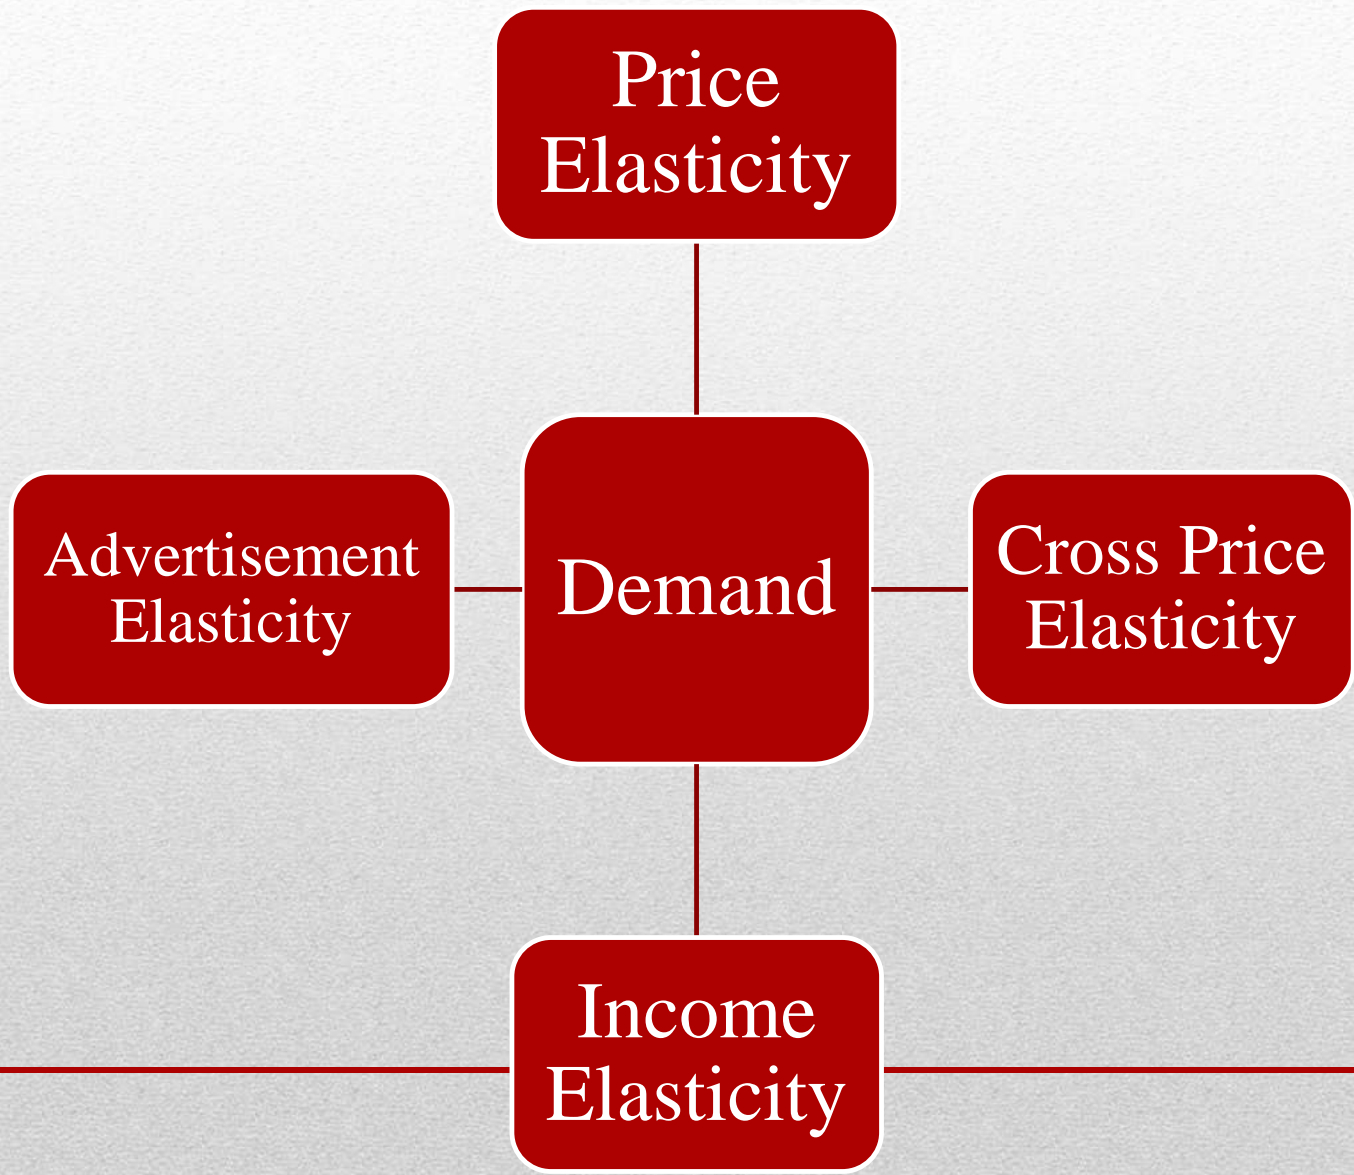 Price
Elasticity
Advertisement
Elasticity
Demand
Cross Price
Elasticity
Income
Elasticity